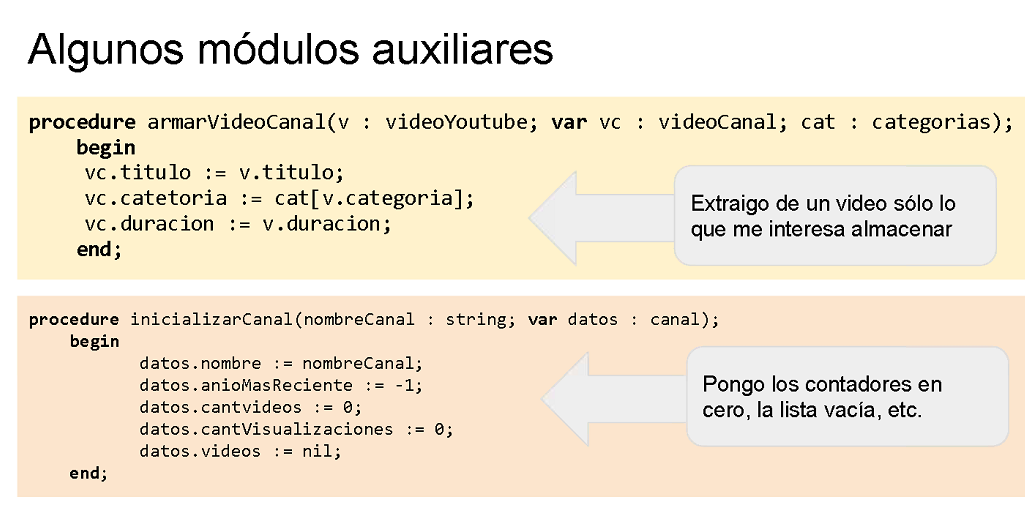 Algunos módulos auxiliares
procedure armarVideoCanal(v : videoYoutube; var vc : videoCanal; cat : categorias);
begin
vc.titulo := v.titulo;
vc.catetoria := cat[v.categoria];
vc.duracion := v.duracion;
end;
Extraigo de un video sólo lo
que me interesa almacenar
procedure inicializarCanal(nombreCanal : string; var datos : canal);
begin
datos.nombre := nombreCanal;
datos.anioMasReciente := -1;
datos.cantvideos := 0;
datos.cantVisualizaciones := 0;
datos.videos := nil;
end;
Pongo los contadores en
cero, la lista vacía, etc.